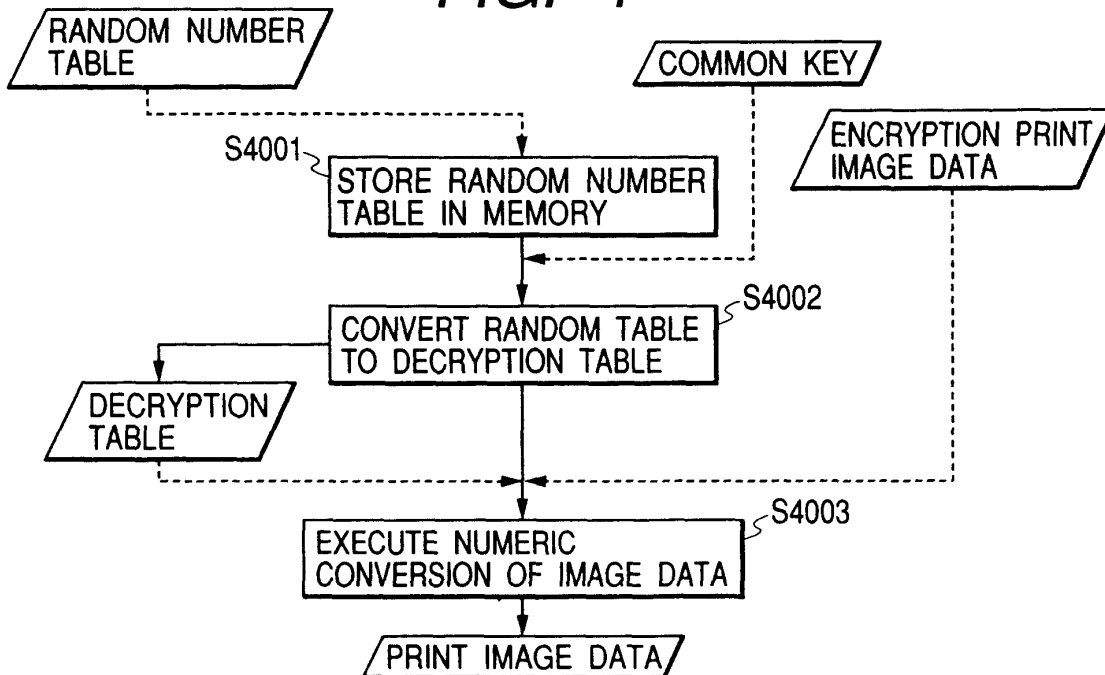 RANDOM NUMBER
TABLE
COMMON KEY
ENCRYPTION PRINT
IMAGE DATA
S4001
STORE RANDOM NUMBER
TABLE IN MEMORY
S4002
CONVERT RANDOM TABLE
TO DECRYPTION TABLE
DECRYPTION
TABLE
S4003
EXECUTE NUMERIC
CONVERSION OF IMAGE DATA
PRINT IMAGE DATA